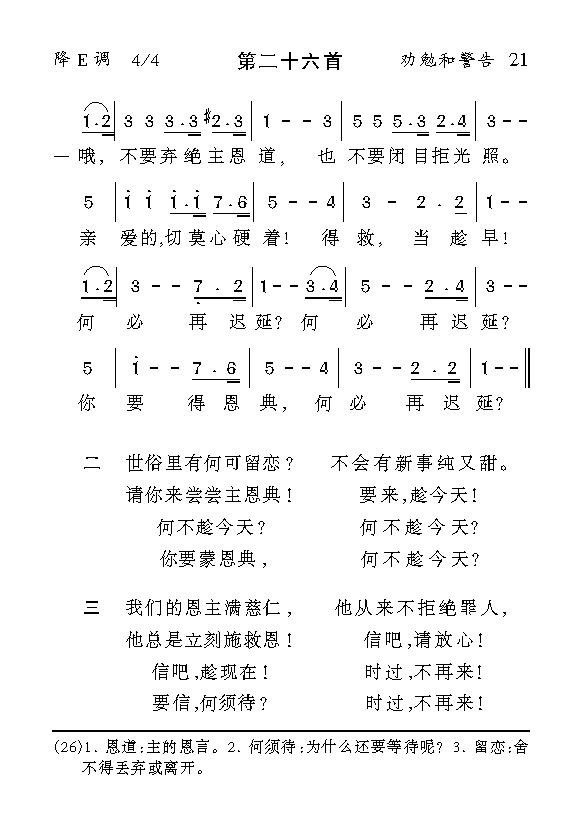 降 E 调 4/4 第二十六首 劝勉和警告 21
1·2 | 3 3 3·3 #2·3 | 1 - - 3 | 5 5 5·3 2·4 | 3 - -
一 哦，不要弃绝主恩道，也不要闭目拒光照。
5 | i i i·i 7·6 | 5 - - 4 | 3 - 2 · 2 | 1 - -
亲爱的，切莫心硬着！得救，当趁早！
1·2 | 3 - - 7̣ · 2 | 1 - - 3·4 | 5 - - 2·4 | 3 - -
何必再迟延？何必再迟延？
5 | i - - 7·6 | 5 - - 4 | 3 - - 2·2 | 1 - - ‖
你要得恩典，何必再迟延？
二 世俗里有何可留恋？ 不会有新事纯又甜。
请你来尝尝主恩典！ 要来，趁今天！
何不趁今天？ 何不趁今天？
你要蒙恩典， 何不趁今天？
三 我们的恩主满慈仁， 他从来不拒绝罪人，
他总是立刻施救恩！ 信吧，请放心！
信吧，趁现在！ 时过，不再来！
要信，何须待？ 时过，不再来！
(26)1．恩道：主的恩言。2．何须待：为什么还要等待呢？3．留恋：舍
不得丢弃或离开。